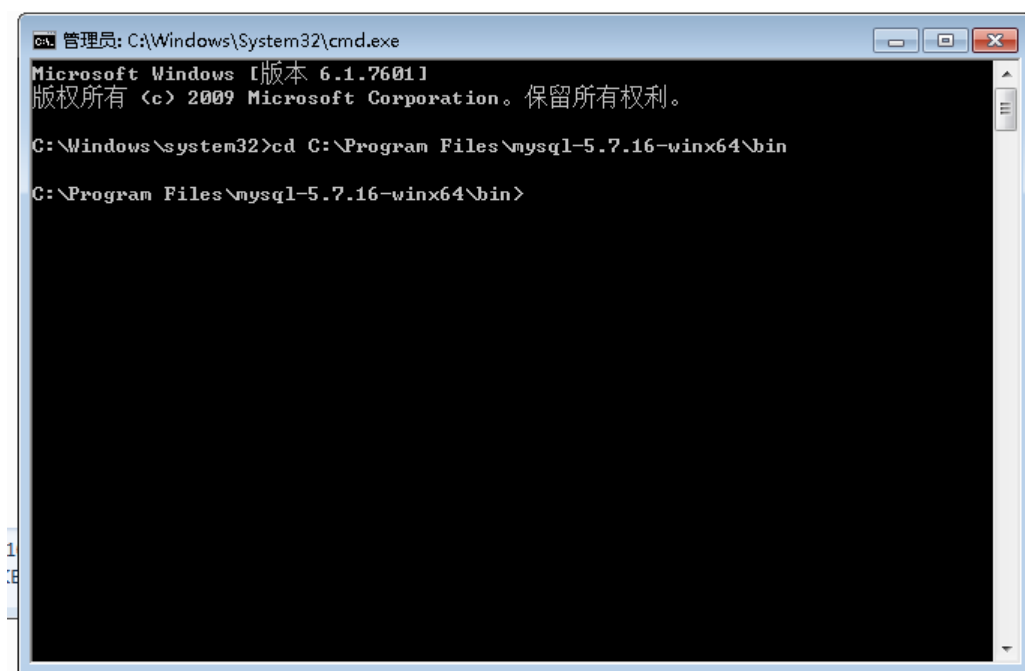 管理员: C:\Windows\System32\cmd.exe
Microsoft Windows [版本 6.1.7601]
版权所有 (c) 2009 Microsoft Corporation。保留所有权利。
C:\Windows\system32>cd C:\Program Files\mysql-5.7.16-winx64\bin
C:\Program Files\mysql-5.7.16-winx64\bin>